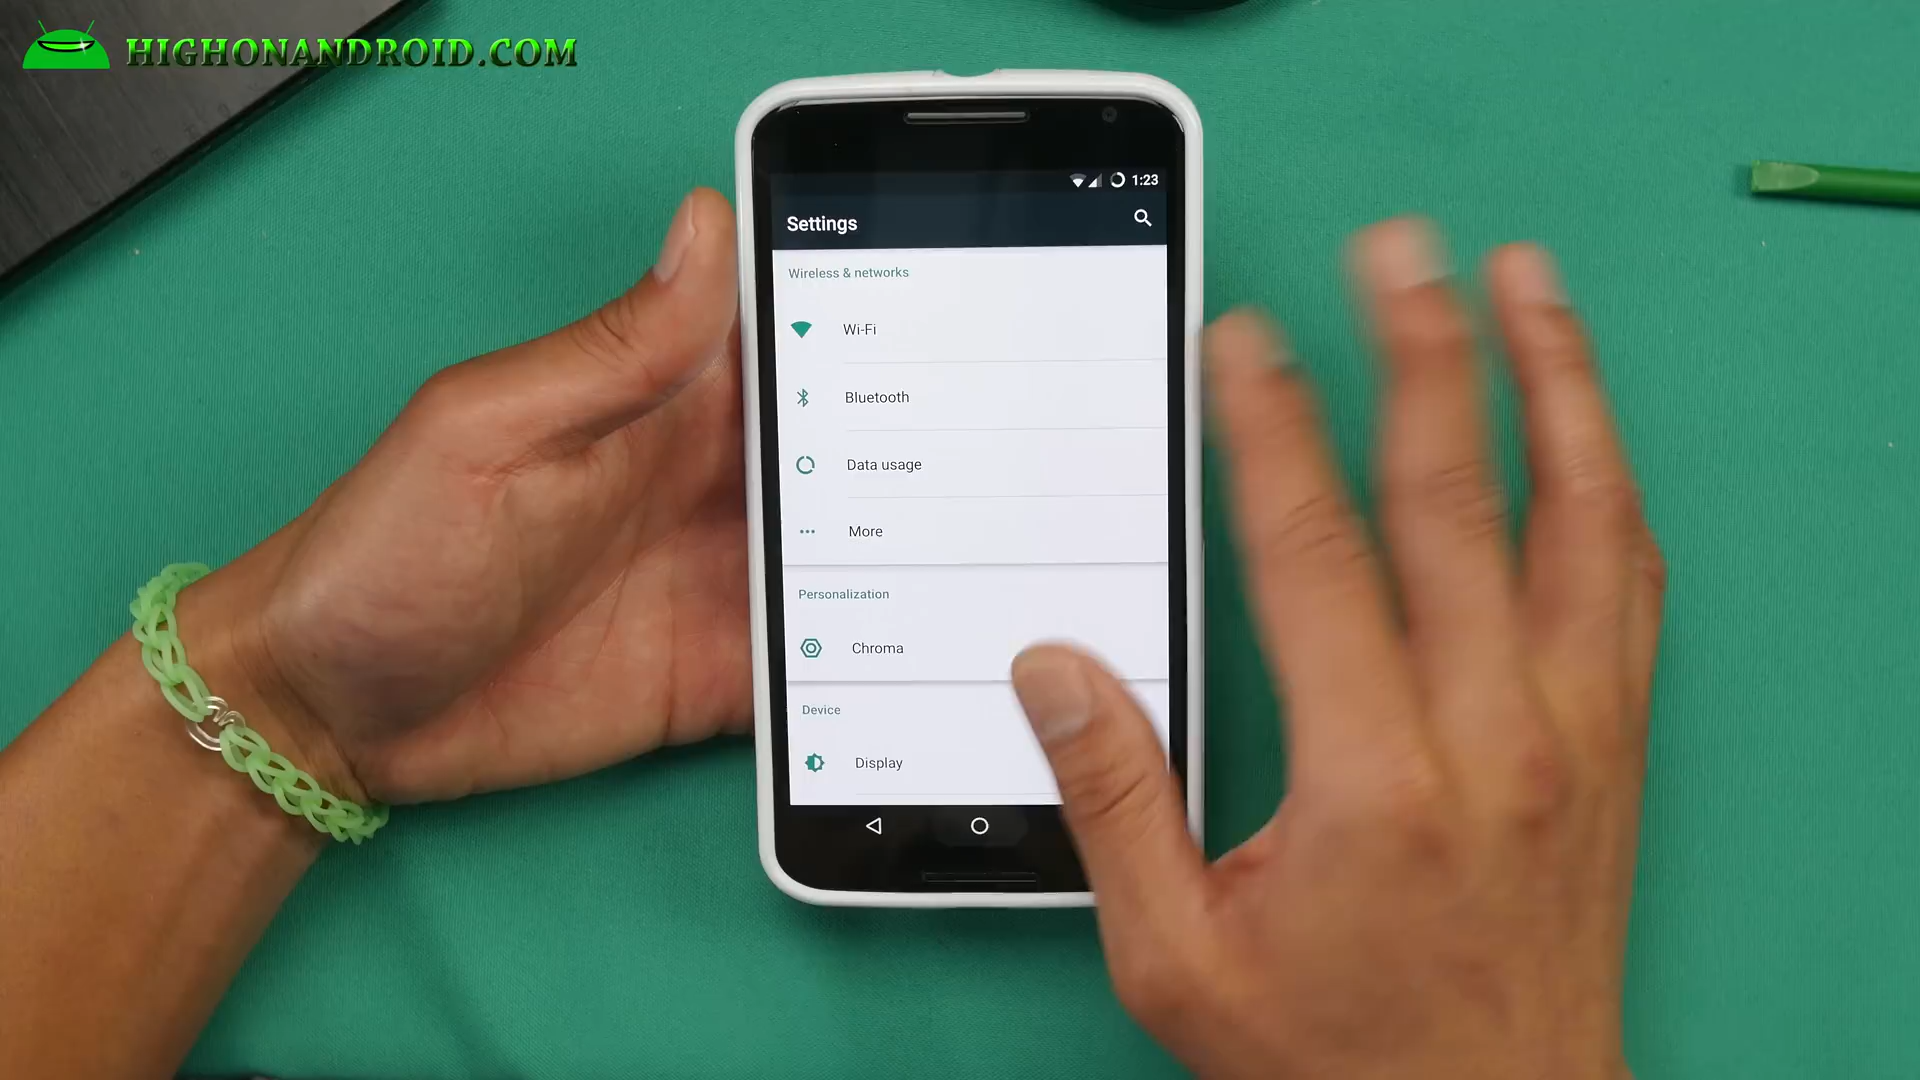 HIGHONANDROID.COM
1:23
Settings
Wireless & networks
Wi-Fi
Bluetooth
Data usage
More
Personalization
Chroma
Device
Display